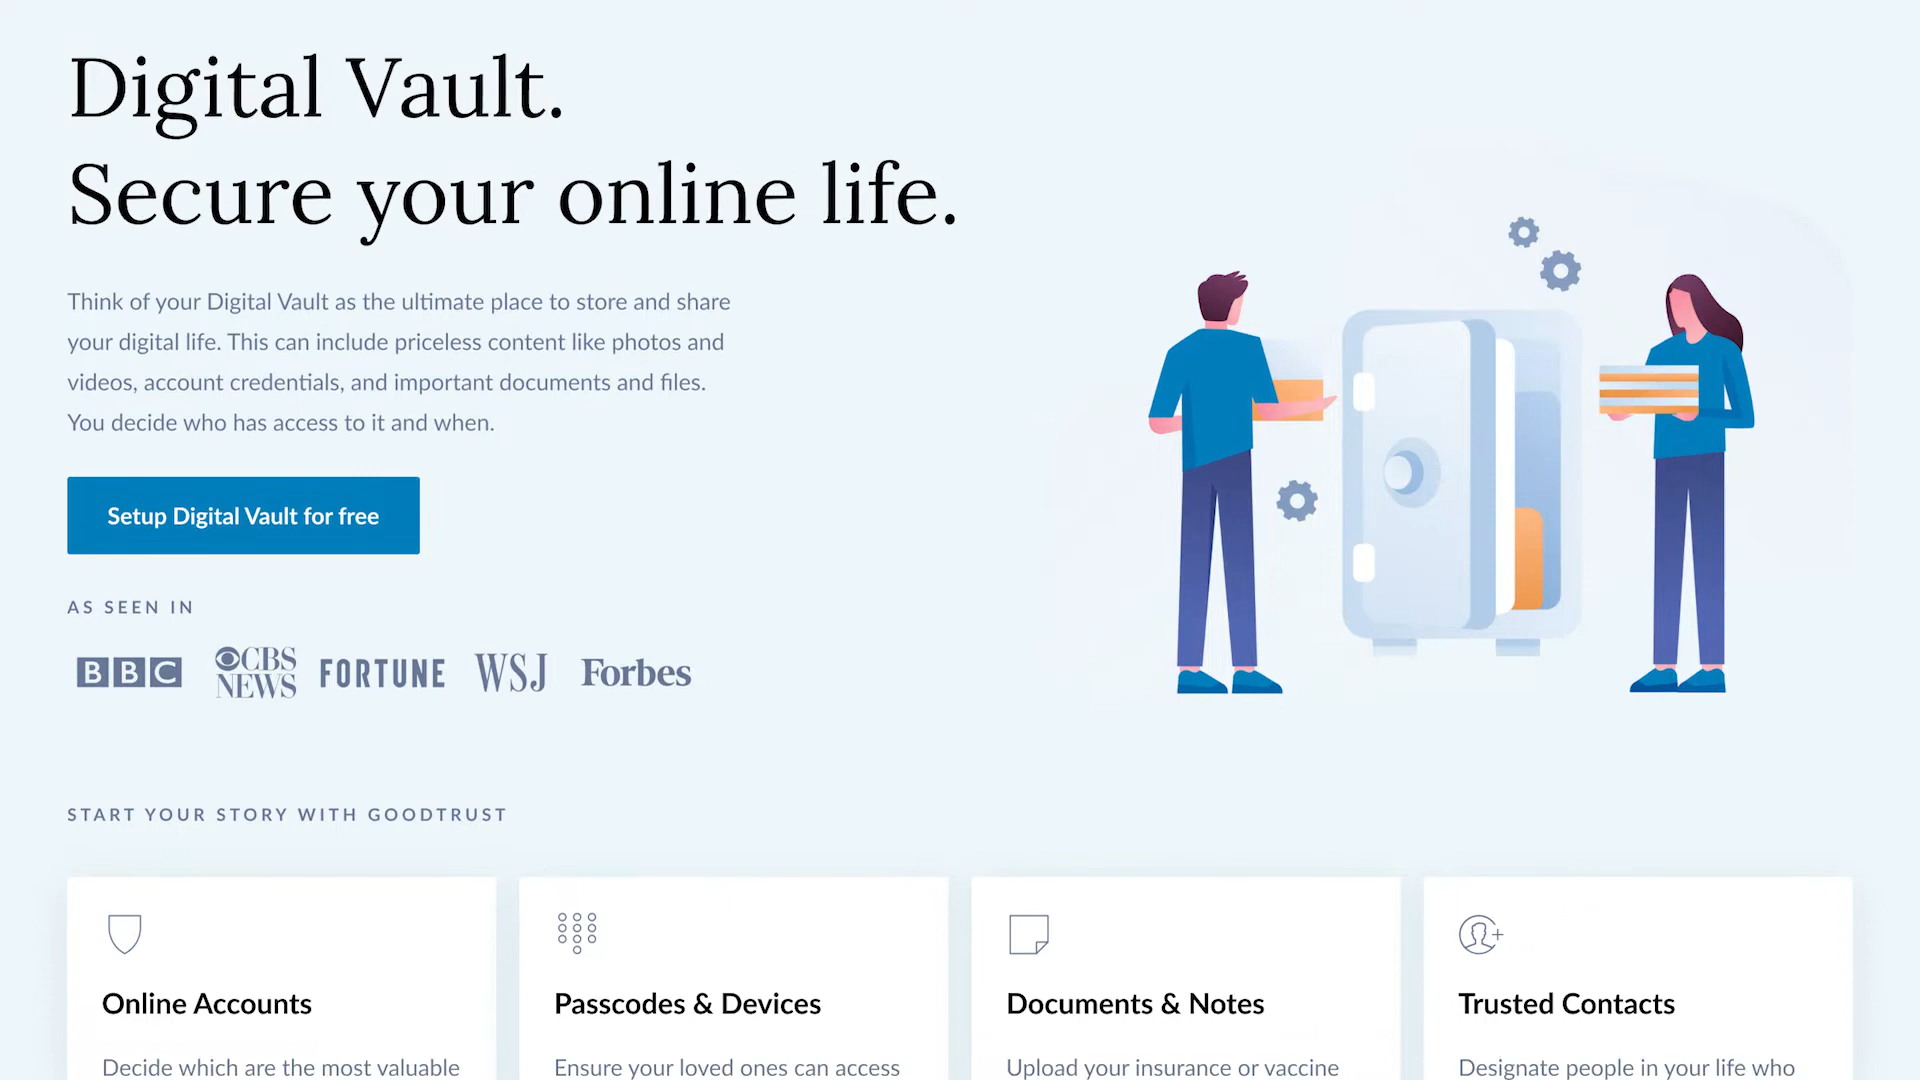 Digital Vault.
Secure your online life.
Think of your Digital Vault as the ultimate place to store and share
your digital life. This can include priceless content like photos and
videos, account credentials, and important documents and files.
You decide who has access to it and when.
Setup Digital Vault for free
AS SEEN IN
BBC
CBS NEWS
FORTUNE
WSJ
Forbes
START YOUR STORY WITH GOODTRUST
Online Accounts
Decide which are the most valuable
Passcodes & Devices
Ensure your loved ones can access
Documents & Notes
Upload your insurance or vaccine
Trusted Contacts
Designate people in your life who